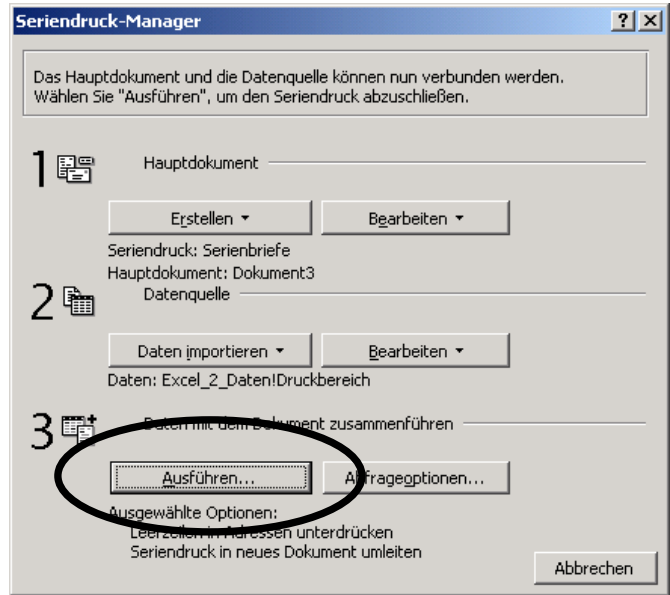 Seriendruck-Manager
Das Hauptdokument und die Datenquelle können nun verbunden werden.
Wählen Sie "Ausführen", um den Seriendruck abzuschließen.
1 Hauptdokument
Erstellen Bearbeiten
Seriendruck: Serienbriefe
Hauptdokument: Dokument3
2 Datenquelle
Daten importieren Bearbeiten
Daten: Excel_2_Daten!Druckbereich
3 Daten mit dem Dokument zusammenführen
Ausführen... Abfrageoptionen...
Ausgewählte Optionen:
Leerzeilen in Adressen unterdrücken
Seriendruck in neues Dokument umleiten
Abbrechen